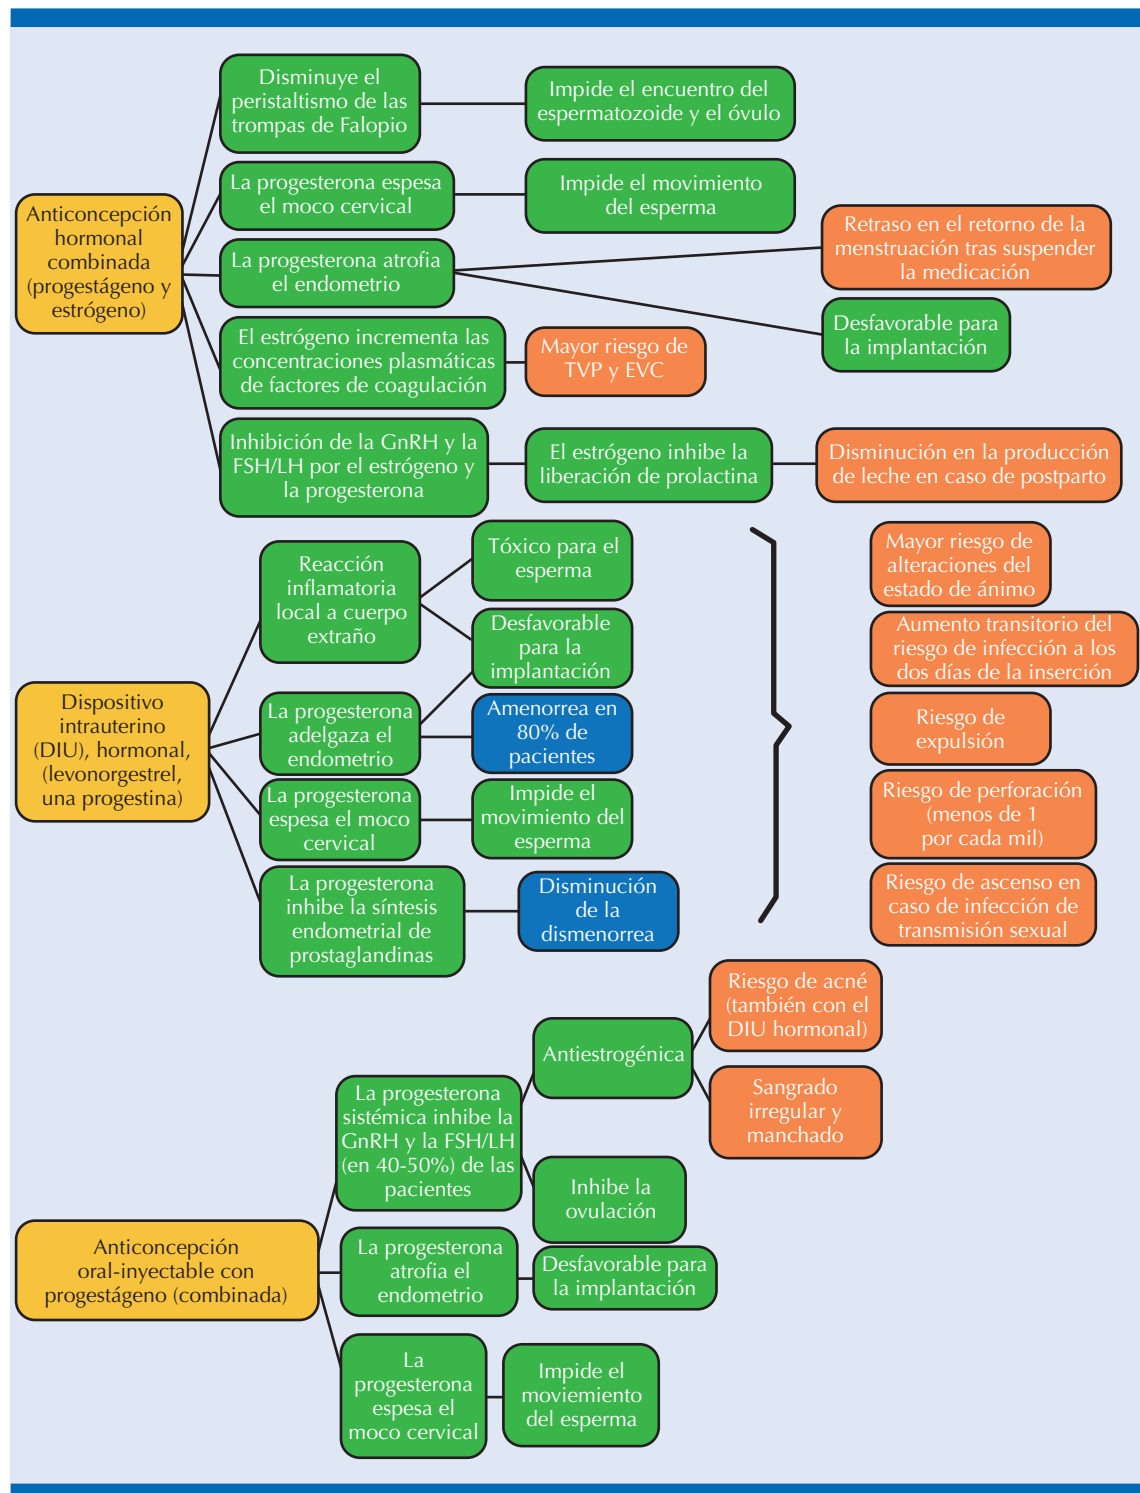 Disminuye el
peristaltismo de las
trompas de Falopio
Impide el encuentro del
espermatozoide y el óvulo
La progesterona espesa
el moco cervical
Impide el movimiento
del esperma
Anticoncepción
hormonal
combinada
(progestágeno y
estrógeno)
La progesterona atrofia
el endometrio
Retraso en el retorno de la
menstruación tras suspender
la medicación
Desfavorable para
la implantación
El estrógeno incrementa las
concentraciones plasmáticas
de factores de coagulación
Mayor riesgo de
TVP y EVC
Inhibición de la GnRH y la
FSH/LH por el estrógeno y
la progesterona
El estrógeno inhibe la
liberación de prolactina
Disminución en la producción
de leche en caso de postparto
Reacción
inflamatoria
local a cuerpo
extraño
Tóxico para el
esperma
Desfavorable
para la
implantación
Dispositivo
intrauterino
(DIU), hormonal,
(levonorgestrel,
una progestina)
La progesterona
adelgaza el
endometrio
Amenorrea en
80% de
pacientes
La progesterona
espesa el moco
cervical
Impide el
movimiento del
esperma
La progesterona
inhibe la síntesis
endometrial de
prostaglandinas
Disminución
de la
dismenorrea
Mayor riesgo de
alteraciones del
estado de ánimo
Aumento transitorio del
riesgo de infección a los
dos días de la inserción
Riesgo de
expulsión
Riesgo de perforación
(menos de 1
por cada mil)
Riesgo de ascenso en
caso de infección de
transmisión sexual
Anticoncepción
oral-inyectable con
progestágeno (combinada)
La progesterona
sistémica inhibe la
GnRH y la FSH/LH
(en 40-50%) de las
pacientes
Antiestrogénica
Riesgo de acné
(también con el
DIU hormonal)
Sangrado
irregular y
manchado
Inhibe la
ovulación
La progesterona
atrofia el
endometrio
Desfavorable para
la implantación
La
progesterona
espesa el
moco cervical
Impide el
moviemiento
del esperma